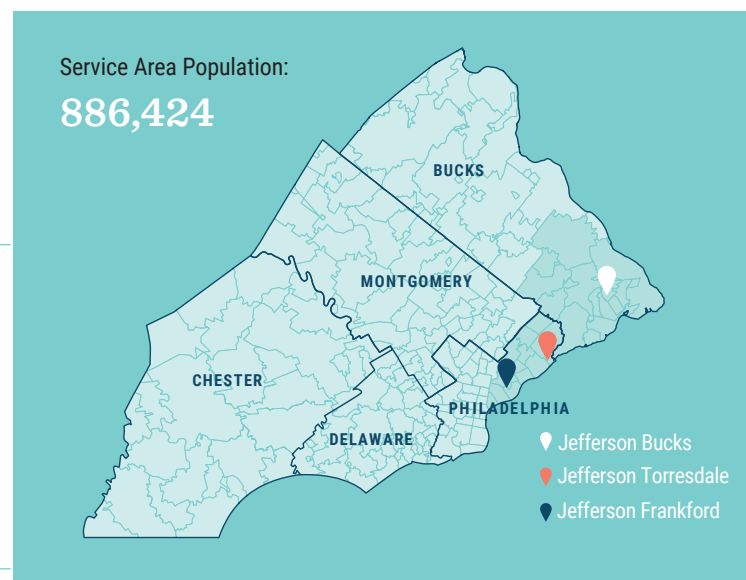 Service Area Population:
886,424
BUCKS
MONTGOMERY
CHESTER
PHILADELPHIA
DELAWARE
Jefferson Bucks
Jefferson Torresdale
Jefferson Frankford